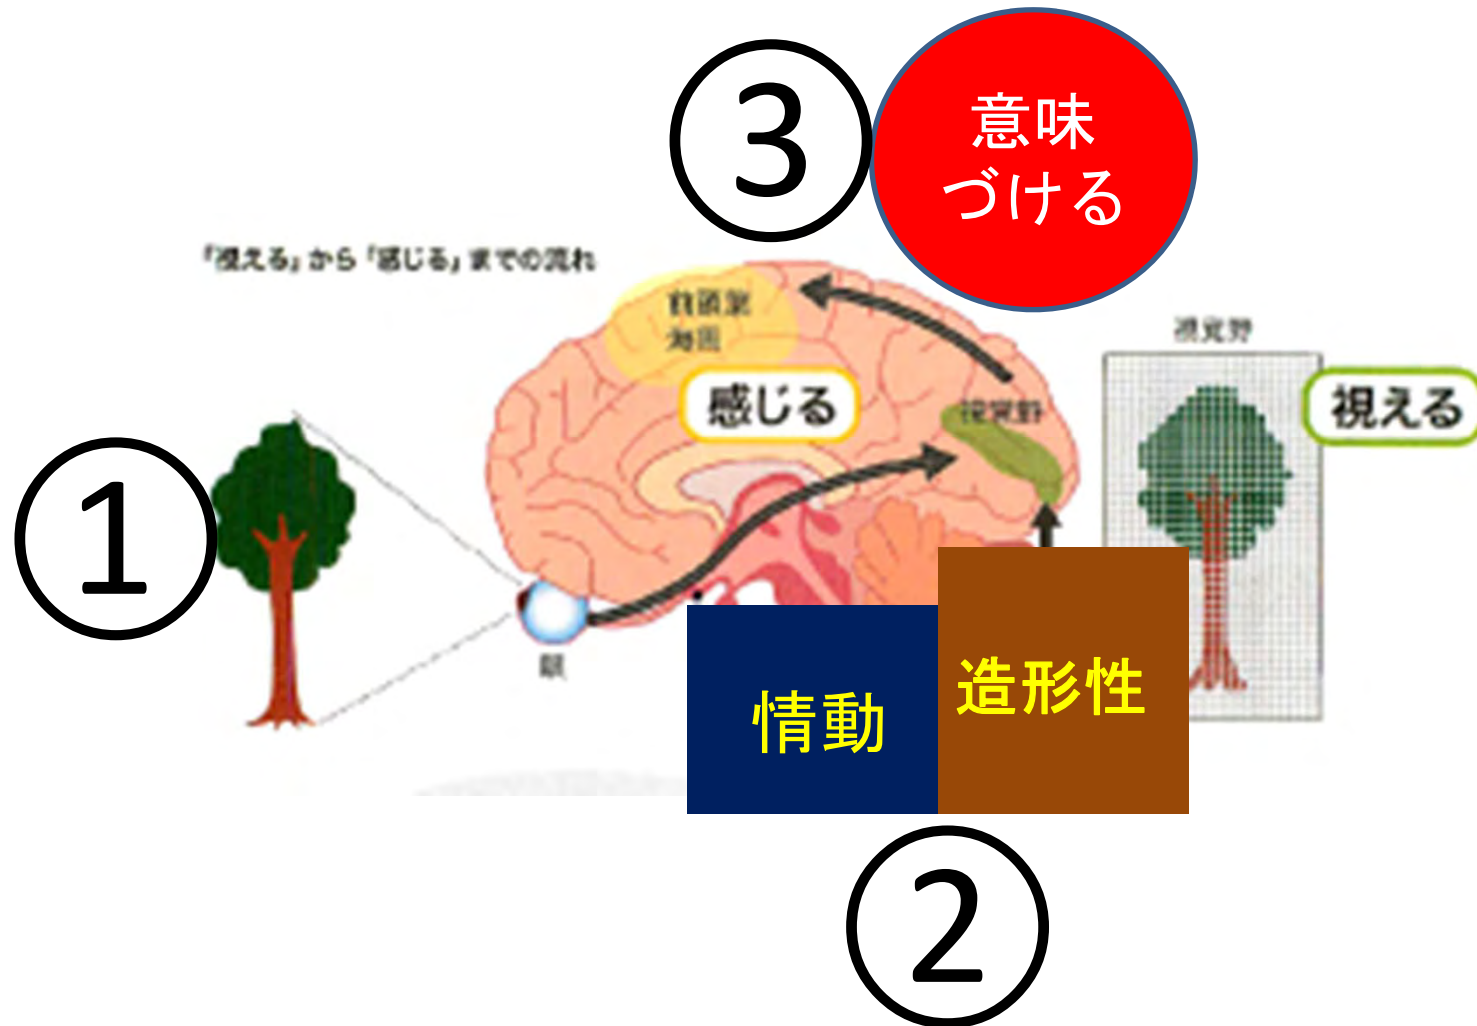 ③
意味
づける
「視える」から「感じる」までの流れ
前頭葉
海馬
視覚野
感じる
視覚野
視える
①
眼
情動
造形性
②